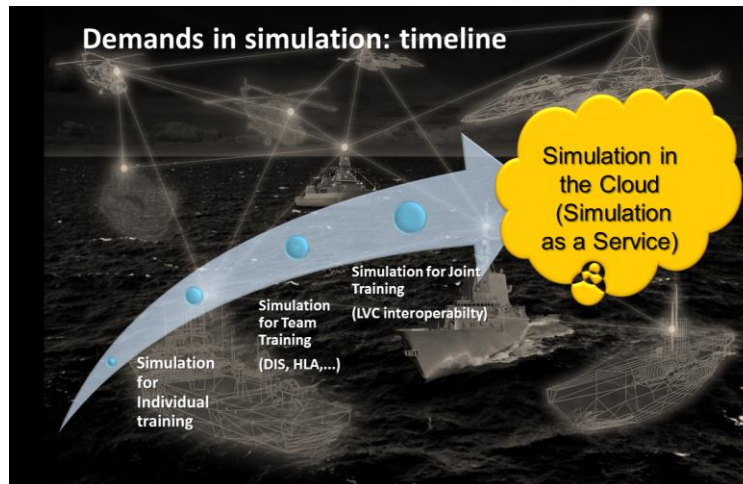 Demands in simulation: timeline
Simulation in
the Cloud
(Simulation
as a Service)
Simulation for Joint
Training
(LVC interoperabilty)
Simulation
for Team
Training
(DIS, HLA,...)
Simulation
for
Individual
training